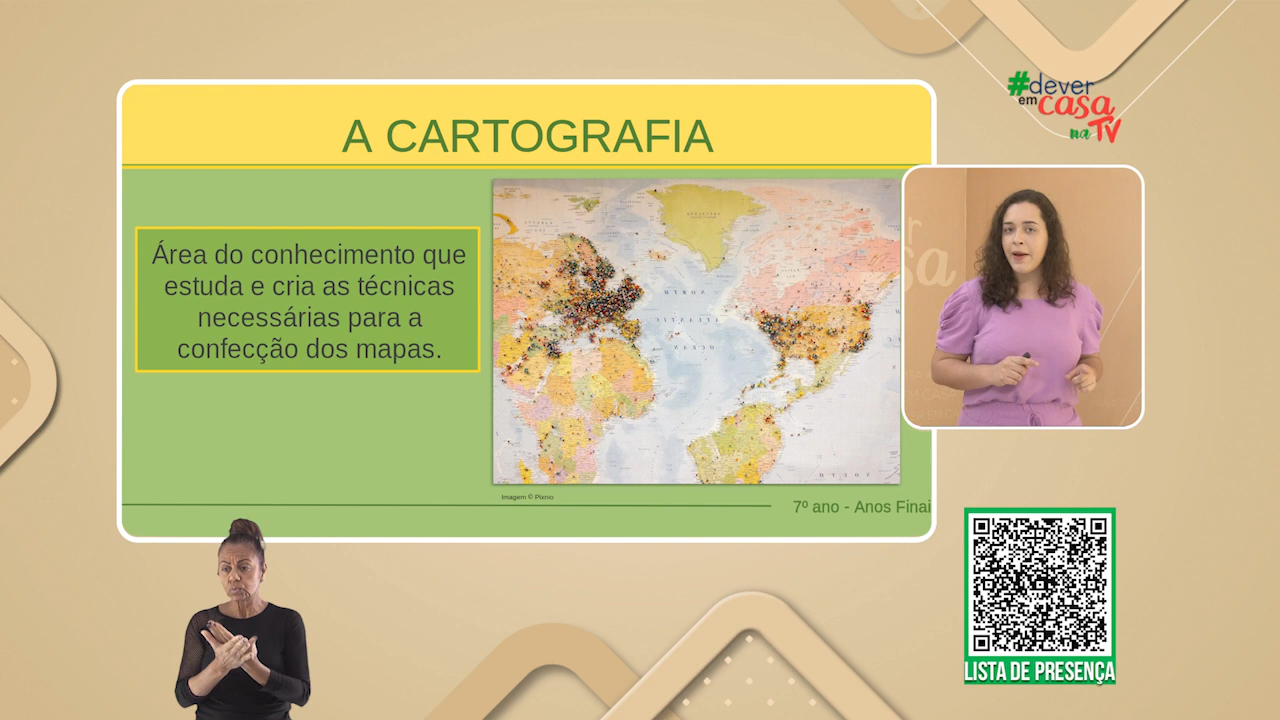 #dever
em casa
na TV
A CARTOGRAFIA
Área do conhecimento que
estuda e cria as técnicas
necessárias para a
confecção dos mapas.
Imagem © Pixnio
7º ano - Anos Finai
LISTA DE PRESENÇA